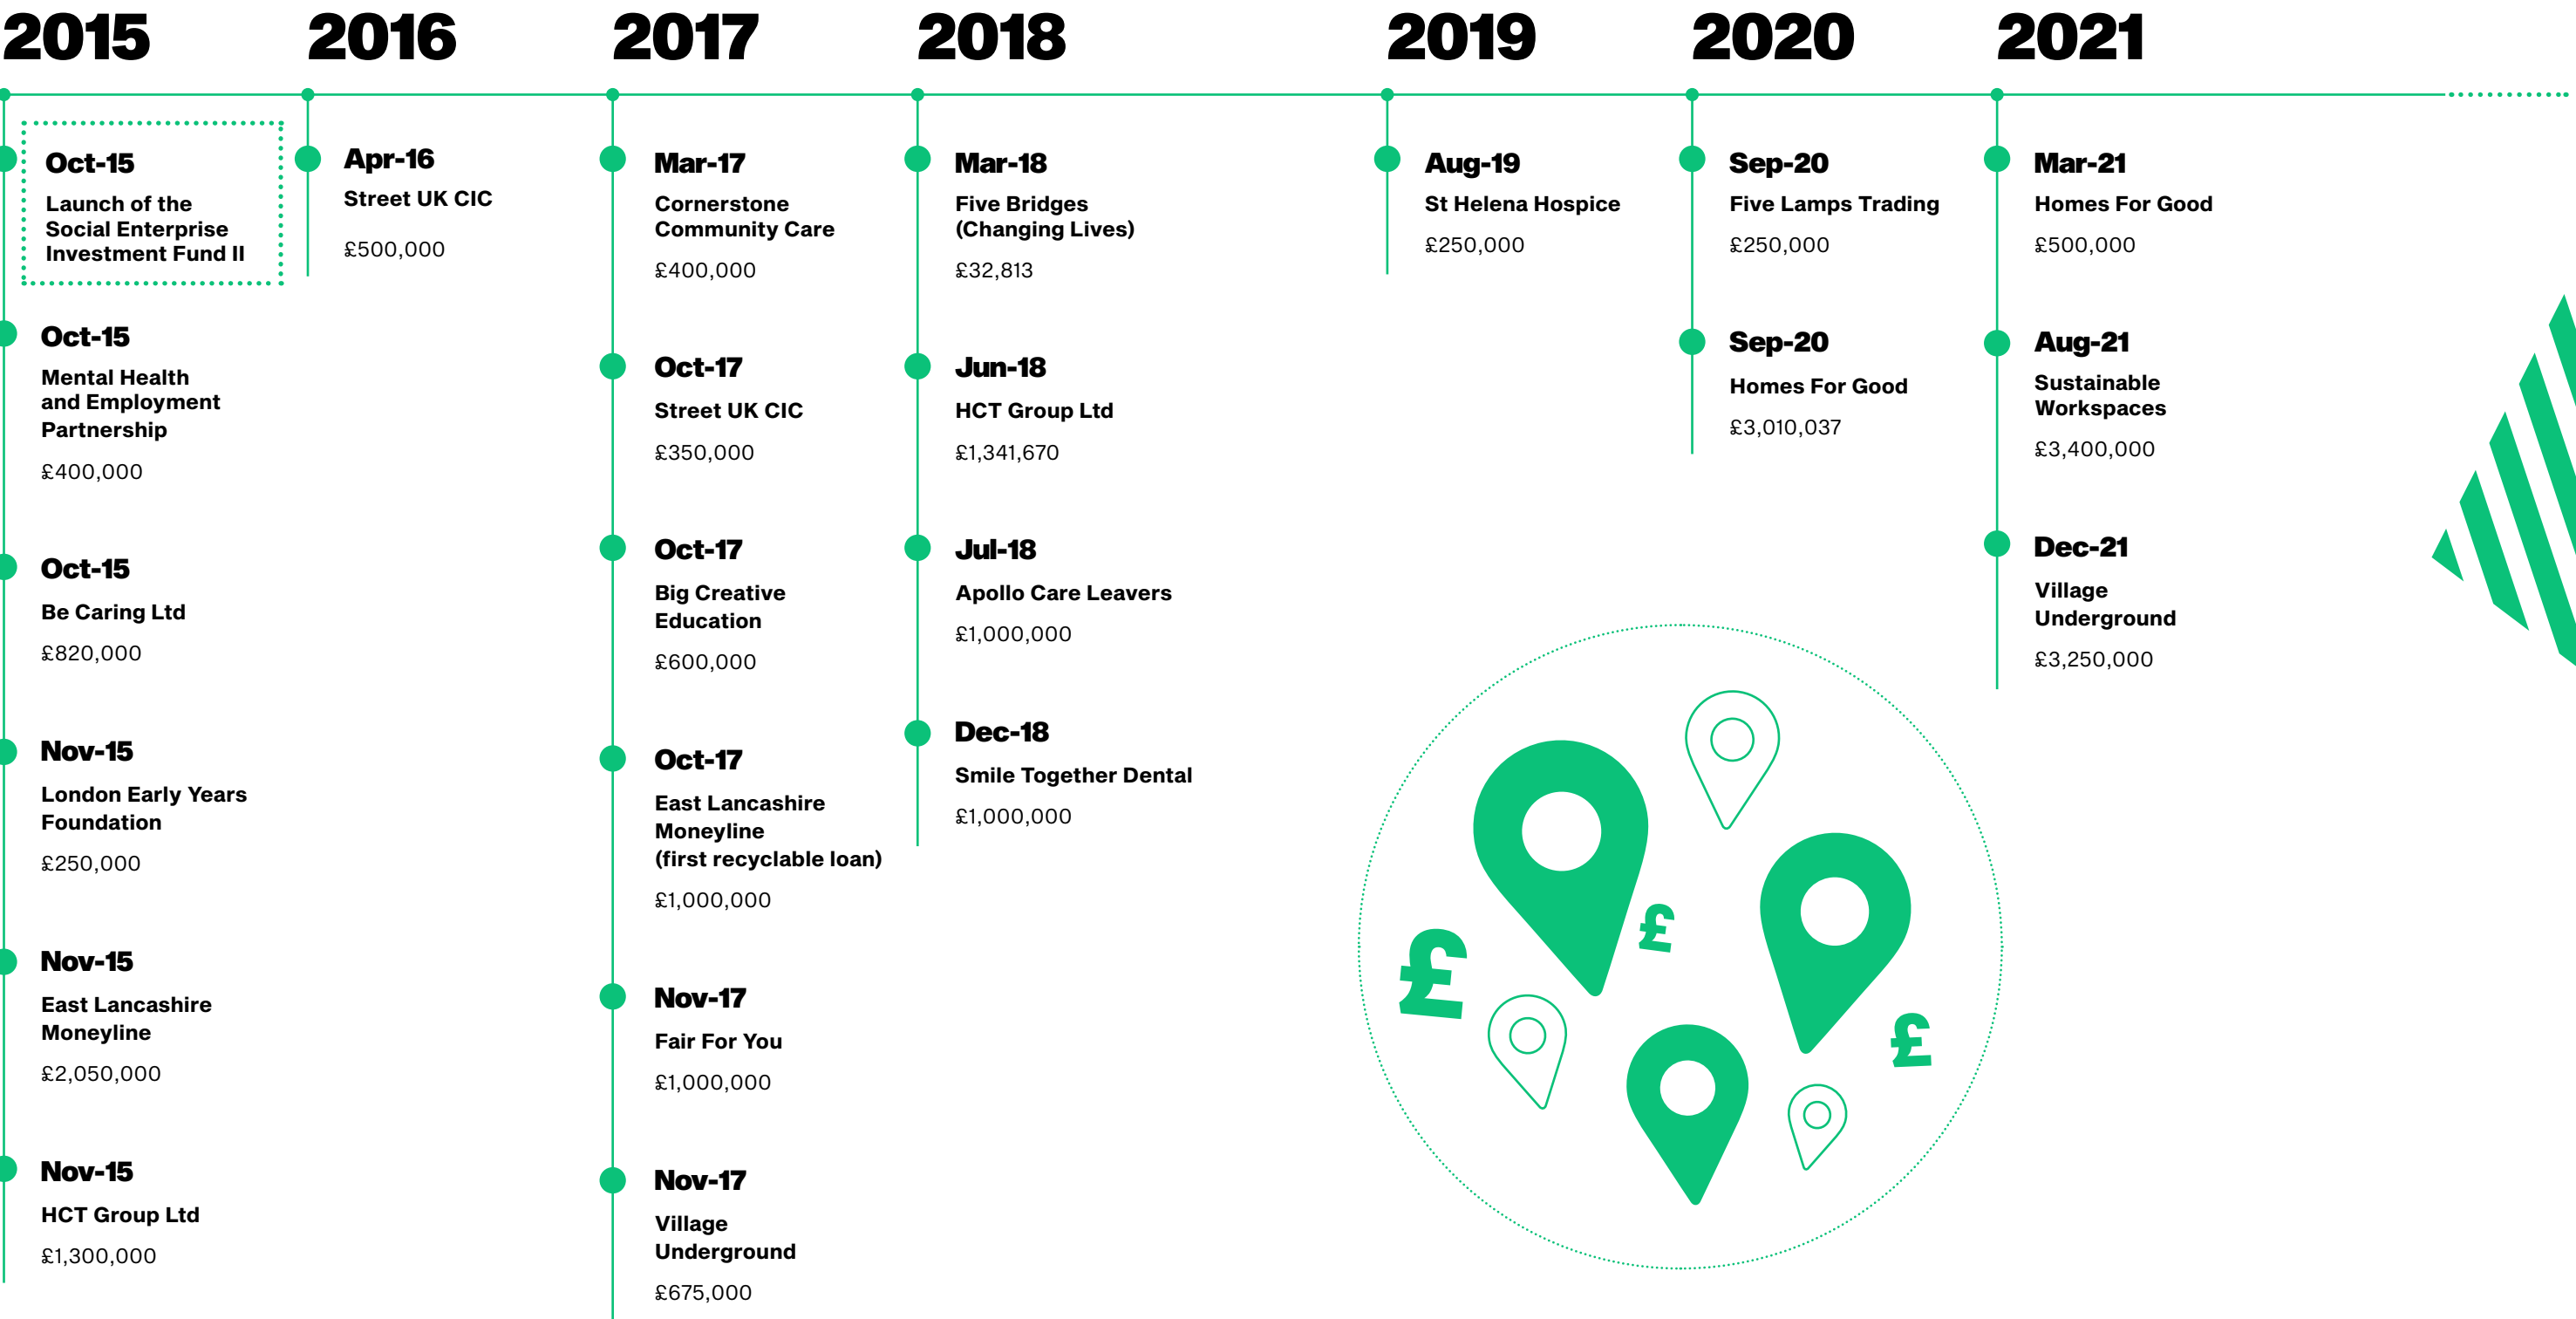 2015
2016
2017
2018
2019
2020
2021
Oct-15
Launch of the
Social Enterprise
Investment Fund II
Oct-15
Mental Health
and Employment
Partnership
£400,000
Oct-15
Be Caring Ltd
£820,000
Nov-15
London Early Years
Foundation
£250,000
Nov-15
East Lancashire
Moneyline
£2,050,000
Nov-15
HCT Group Ltd
£1,300,000
Apr-16
Street UK CIC
£500,000
Mar-17
Cornerstone
Community Care
£400,000
Oct-17
Street UK CIC
£350,000
Oct-17
Big Creative
Education
£600,000
Oct-17
East Lancashire
Moneyline
(first recyclable loan)
£1,000,000
Nov-17
Fair For You
£1,000,000
Nov-17
Village
Underground
£675,000
Mar-18
Five Bridges
(Changing Lives)
£32,813
Jun-18
HCT Group Ltd
£1,341,670
Jul-18
Apollo Care Leavers
£1,000,000
Dec-18
Smile Together Dental
£1,000,000
Aug-19
St Helena Hospice
£250,000
Sep-20
Five Lamps Trading
£250,000
Sep-20
Homes For Good
£3,010,037
Mar-21
Homes For Good
£500,000
Aug-21
Sustainable
Workspaces
£3,400,000
Dec-21
Village
Underground
£3,250,000
£
£
£